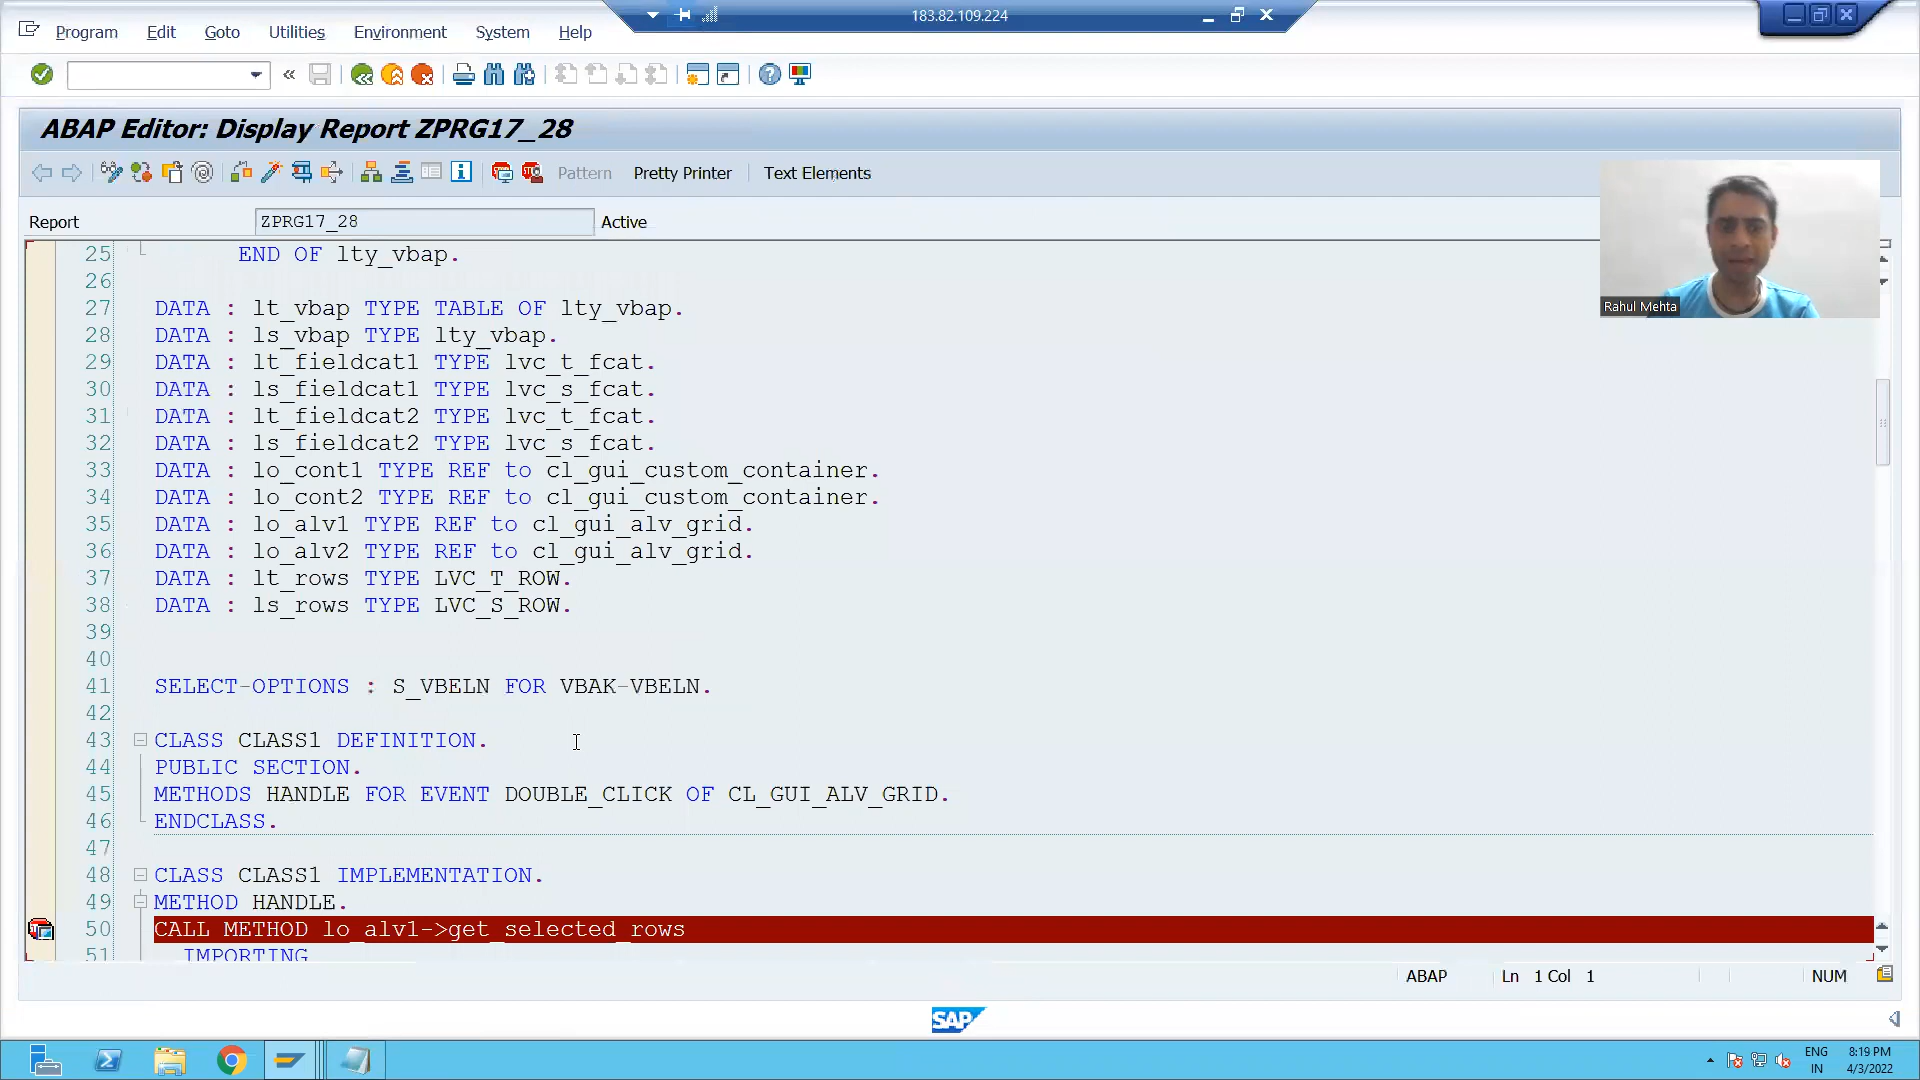 183.82.109.224
Program Edit Goto Utilities Environment System Help
ABAP Editor: Display Report ZPRG17_28
Pattern Pretty Printer Text Elements
Report ZPRG17_28 Active
Rahul Mehta
25 END OF lty_vbap.
26
27 DATA : lt_vbap TYPE TABLE OF lty_vbap.
28 DATA : ls_vbap TYPE lty_vbap.
29 DATA : lt_fieldcat1 TYPE lvc_t_fcat.
30 DATA : ls_fieldcat1 TYPE lvc_s_fcat.
31 DATA : lt_fieldcat2 TYPE lvc_t_fcat.
32 DATA : ls_fieldcat2 TYPE lvc_s_fcat.
33 DATA : lo_cont1 TYPE REF to cl_gui_custom_container.
34 DATA : lo_cont2 TYPE REF to cl_gui_custom_container.
35 DATA : lo_alv1 TYPE REF to cl_gui_alv_grid.
36 DATA : lo_alv2 TYPE REF to cl_gui_alv_grid.
37 DATA : lt_rows TYPE LVC_T_ROW.
38 DATA : ls_rows TYPE LVC_S_ROW.
39
40
41 SELECT-OPTIONS : S_VBELN FOR VBAK-VBELN.
42
43 CLASS CLASS1 DEFINITION.
44 PUBLIC SECTION.
45 METHODS HANDLE FOR EVENT DOUBLE_CLICK OF CL_GUI_ALV_GRID.
46 ENDCLASS.
47
48 CLASS CLASS1 IMPLEMENTATION.
49 METHOD HANDLE.
50 CALL METHOD lo_alv1->get_selected_rows
51 IMPORTING
ABAP Ln 1 Col 1 NUM
SAP
ENG 8:19 PM
IN 4/3/2022